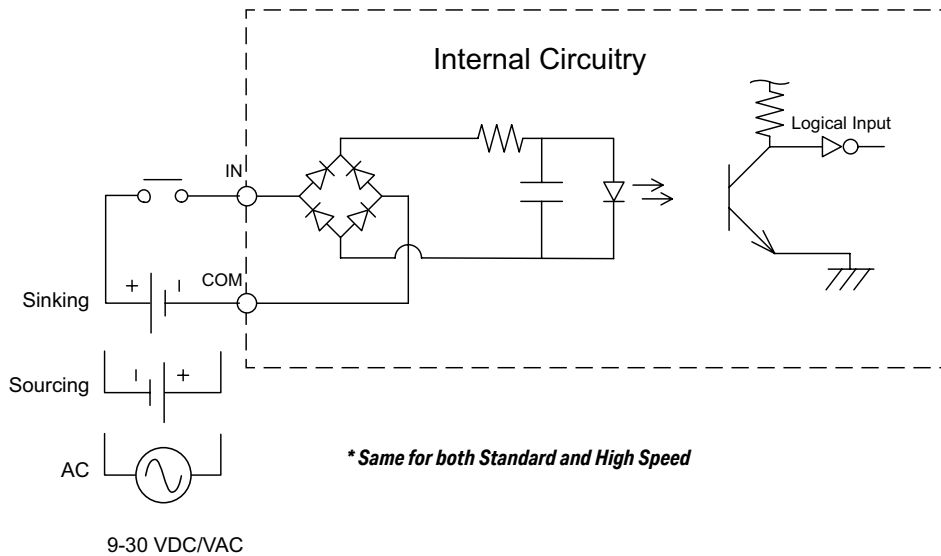 Internal Circuitry
Logical Input
IN
COM
+ −
Sinking
− +
Sourcing
AC
* Same for both Standard and High Speed
9-30 VDC/VAC